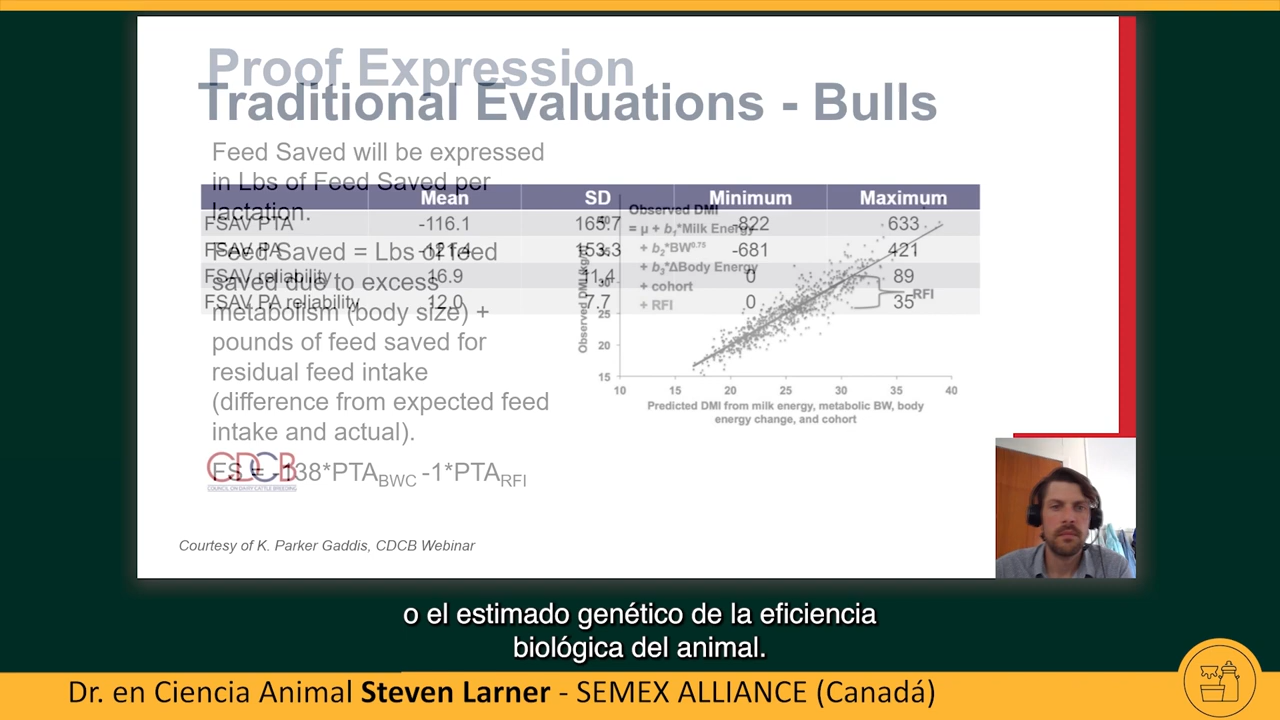 Proof Expression
Traditional Evaluations - Bulls
Feed Saved will be expressed
in Lbs of Feed Saved per
lactation.
Feed Saved = Lbs of feed
saved due to excess
metabolism (body size) +
pounds of feed saved for
residual feed intake
(difference from expected feed
intake and actual).
FS = -138*PTABWC -1*PTARFI
Mean SD Minimum Maximum
FSAV PTA -116.1 165.7 -822 633
FSAV PA -121.4 153.3 -681 421
FSAV reliability 16.9 11.4 0 89
FSAV PA reliability 12.0 7.7 0 35
Observed DMI
= µ + b1*Milk Energy
+ b2*BW0.75
+ b3*ΔBody Energy
+ cohort
+ RFI
RFI
30
25
20
15
10 15 20 25 30 35 40
Predicted DMI from milk energy, metabolic BW, body
energy change, and cohort
CDCB
COUNCIL ON DAIRY CATTLE BREEDING
Courtesy of K. Parker Gaddis, CDCB Webinar
o el estimado genético de la eficiencia
biológica del animal.
Dr. en Ciencia Animal Steven Larner - SEMEX ALLIANCE (Canadá)